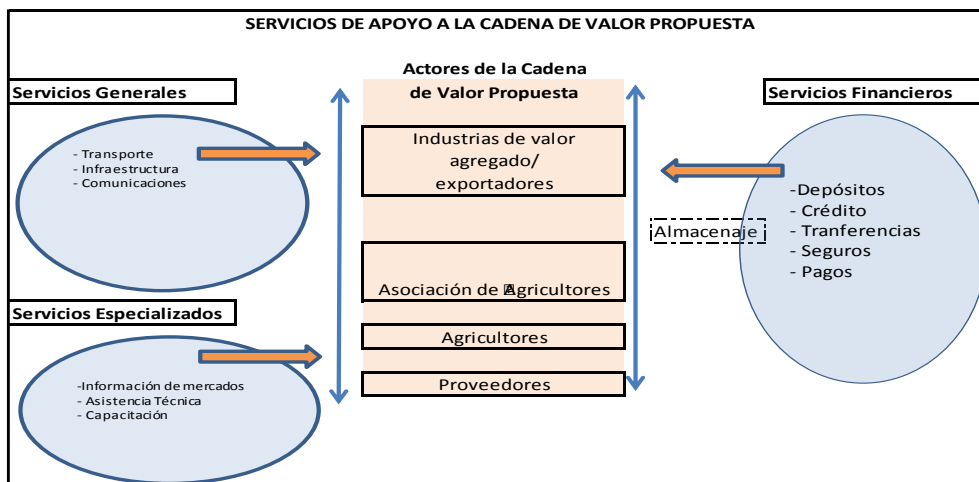 SERVICIOS DE APOYO A LA CADENA DE VALOR PROPUESTA
Actores de la Cadena
de Valor Propuesta
Servicios Generales
- Transporte
- Infraestructura
- Comunicaciones
Servicios Especializados
-Información de mercados
- Asistencia Técnica
- Capacitación
Industrias de valor
agregado/
exportadores
Asociación de Agricultores
Agricultores
Proveedores
Almacenaje
Servicios Financieros
-Depósitos
- Crédito
- Tranferencias
- Seguros
- Pagos